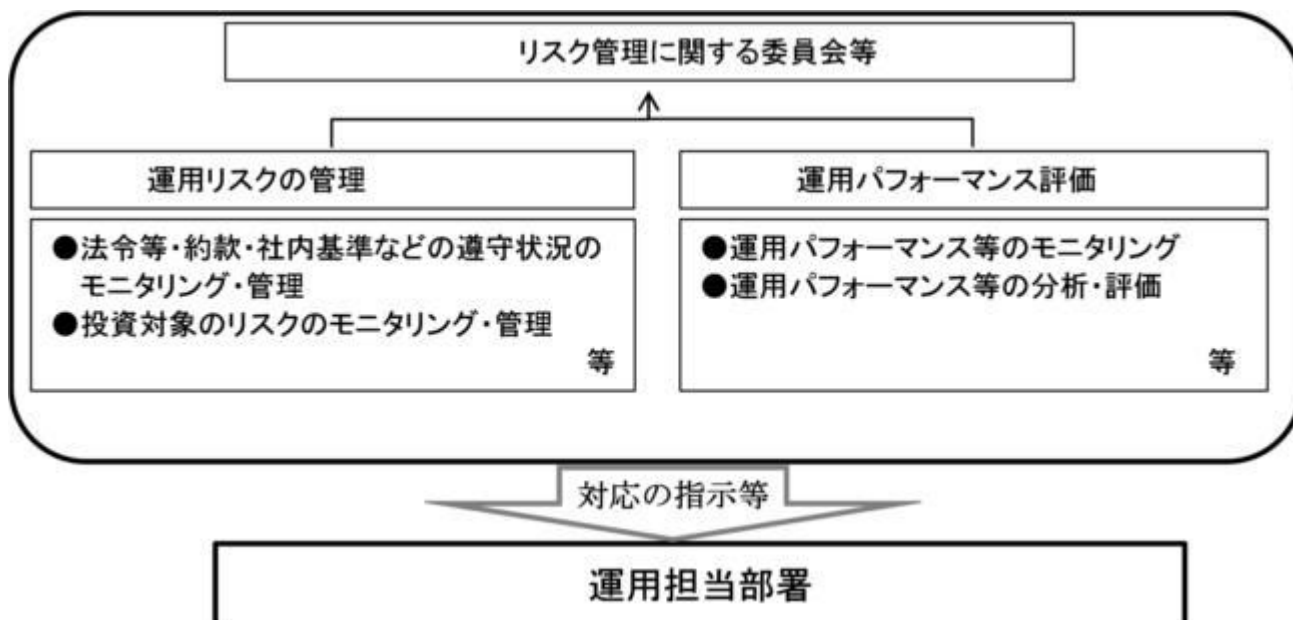 リスク管理に関する委員会等
運用リスクの管理
●法令等・約款・社内基準などの遵守状況の
モニタリング・管理
●投資対象のリスクのモニタリング・管理
等
運用パフォーマンス評価
●運用パフォーマンス等のモニタリング
●運用パフォーマンス等の分析・評価
等
対応の指示等
運用担当部署